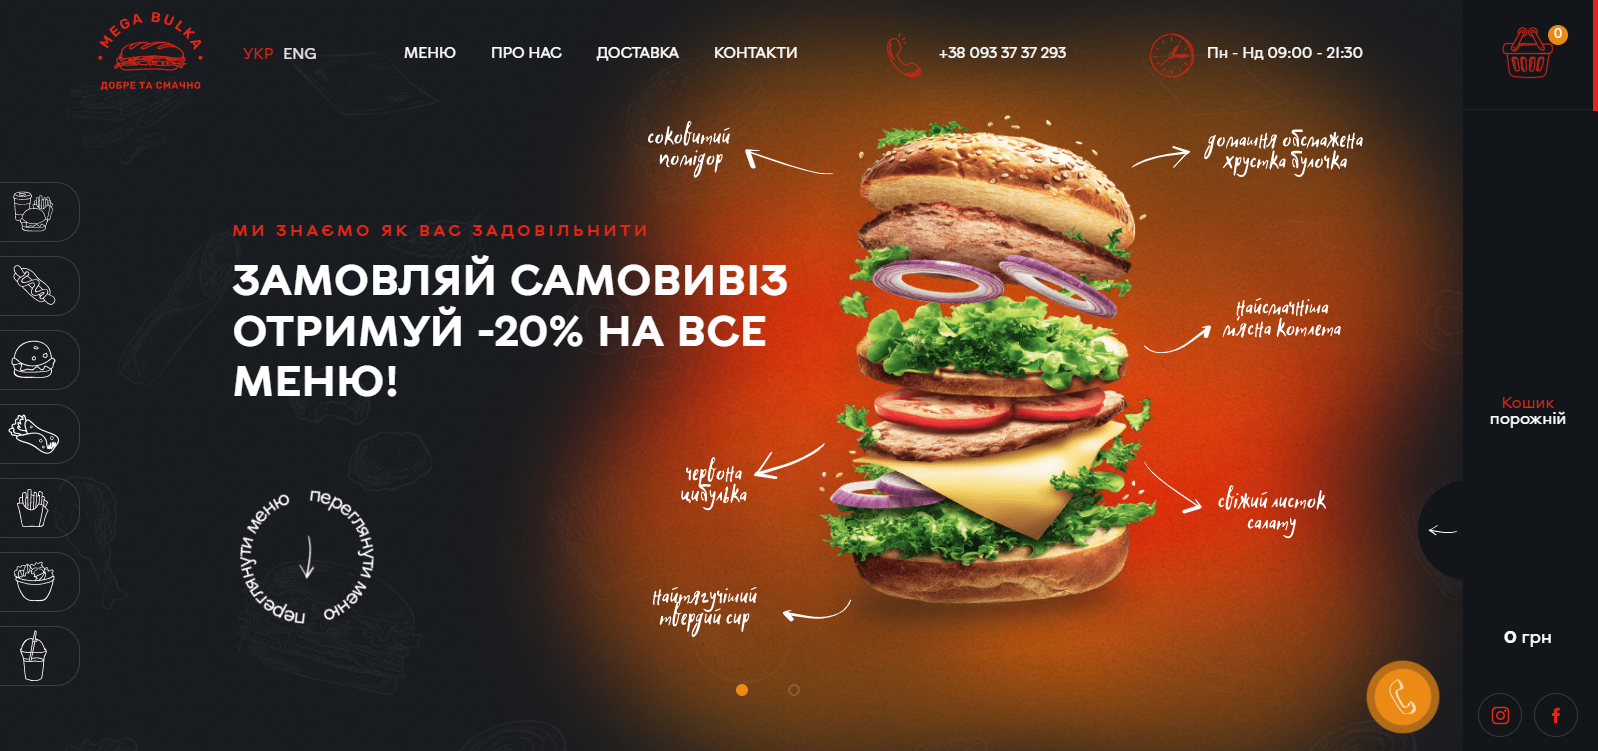 MEGA BULKA
ДОБРЕ ТА СМАЧНО
УКР ENG
МЕНЮ ПРО НАС ДОСТАВКА КОНТАКТИ
+38 093 37 37 293
Пн - Нд 09:00 - 21:30
0
соковитий
помідор
домашня обсмажена
хрустка булочка
МИ ЗНАЄМО ЯК ВАС ЗАДОВІЛЬНИТИ
ЗАМОВЛЯЙ САМОВИВІЗ
ОТРИМУЙ -20% НА ВСЕ
МЕНЮ!
найсмачніша
м'ясна котлета
Кошик
порожній
червона
цибулька
свіжий листок
салату
переглянути меню переглянути меню
найтягучіший
твердий сир
0 грн